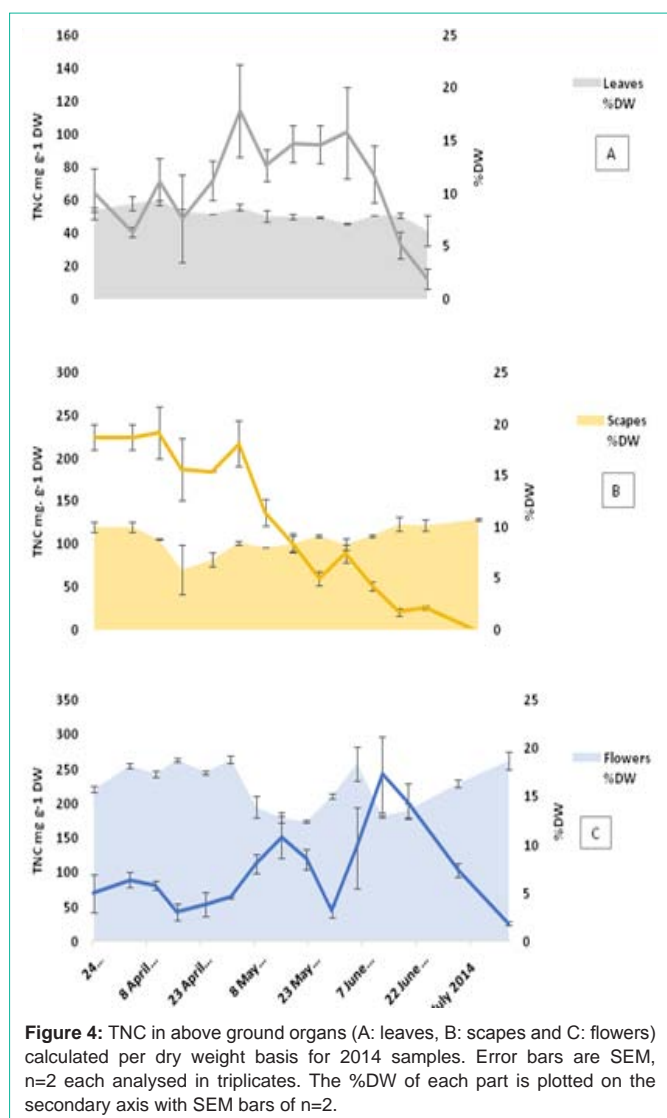 160
140
120
100
80
60
40
20
0
TNC mg g-1 DW
25
20
15
10
5
0
%DW
Leaves
%DW
A
300
250
200
150
100
50
0
TNC mg. g-1 DW
25
20
15
10
5
0
%DW
Scapes
%DW
B
350
300
250
200
150
100
50
0
TNC mg g-1 DW
25
20
15
10
5
0
%DW
Flowers
%DW
C
24...
8 April...
23 April...
8 May...
23 May...
7 June...
22 June...
July 2014
Figure 4: TNC in above ground organs (A: leaves, B: scapes and C: flowers)
calculated per dry weight basis for 2014 samples. Error bars are SEM,
n=2 each analysed in triplicates. The %DW of each part is plotted on the
secondary axis with SEM bars of n=2.